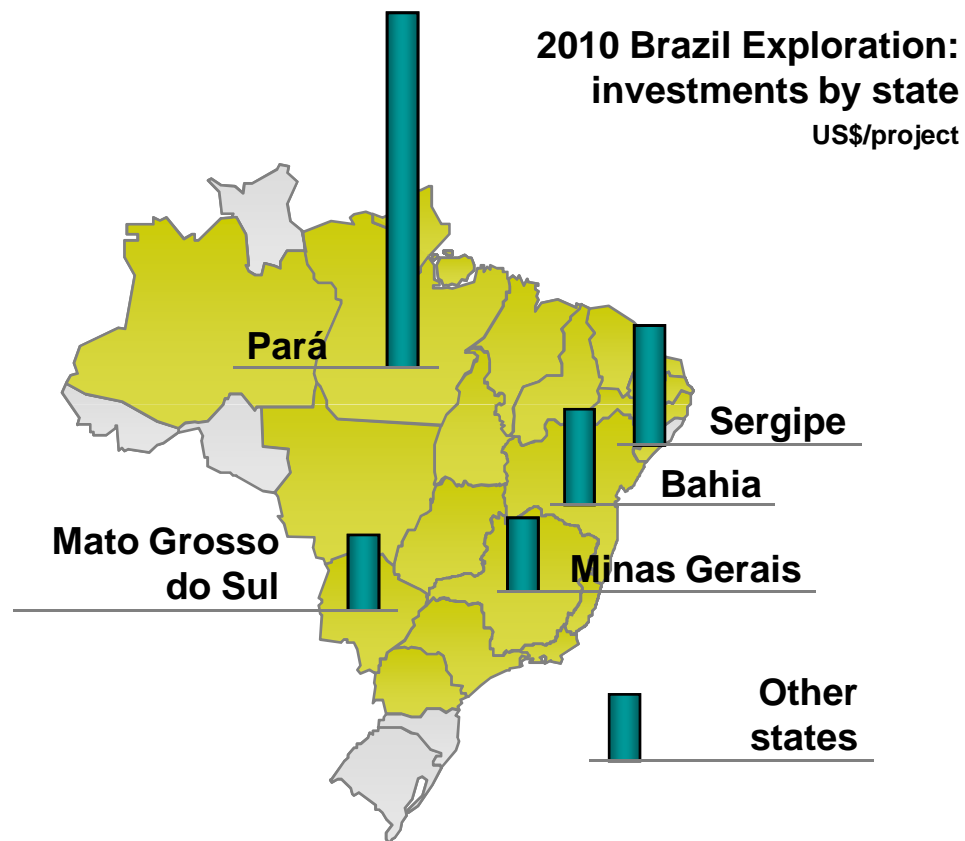 2010 Brazil Exploration:
investments by state
US$/project
Pará
Sergipe
Bahia
Mato Grosso
do Sul
Minas Gerais
Other
states